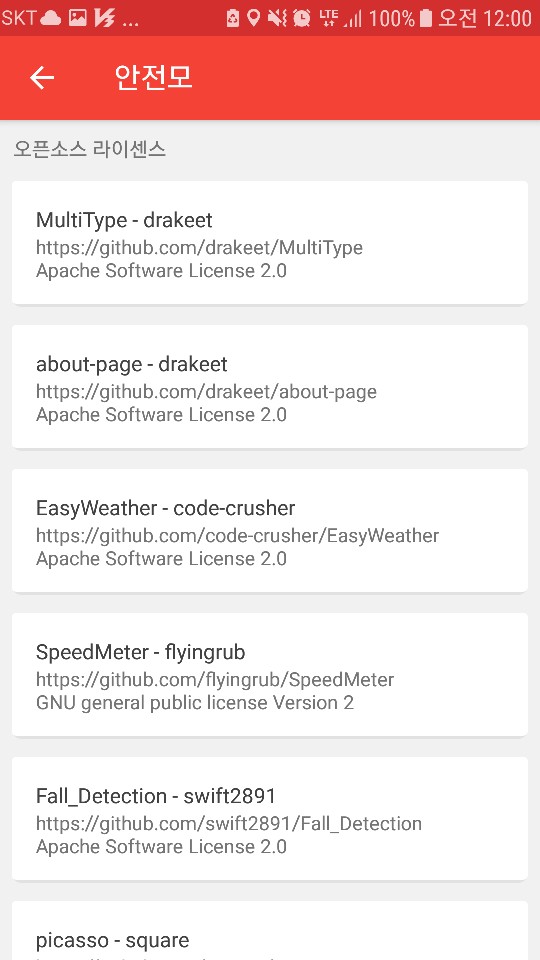 SKT ...
LTE 100% 오전 12:00
안전모
오픈소스 라이센스
MultiType - drakeet
https://github.com/drakeet/MultiType
Apache Software License 2.0
about-page - drakeet
https://github.com/drakeet/about-page
Apache Software License 2.0
EasyWeather - code-crusher
https://github.com/code-crusher/EasyWeather
Apache Software License 2.0
SpeedMeter - flyingrub
https://github.com/flyingrub/SpeedMeter
GNU general public license Version 2
Fall_Detection - swift2891
https://github.com/swift2891/Fall_Detection
Apache Software License 2.0
picasso - square